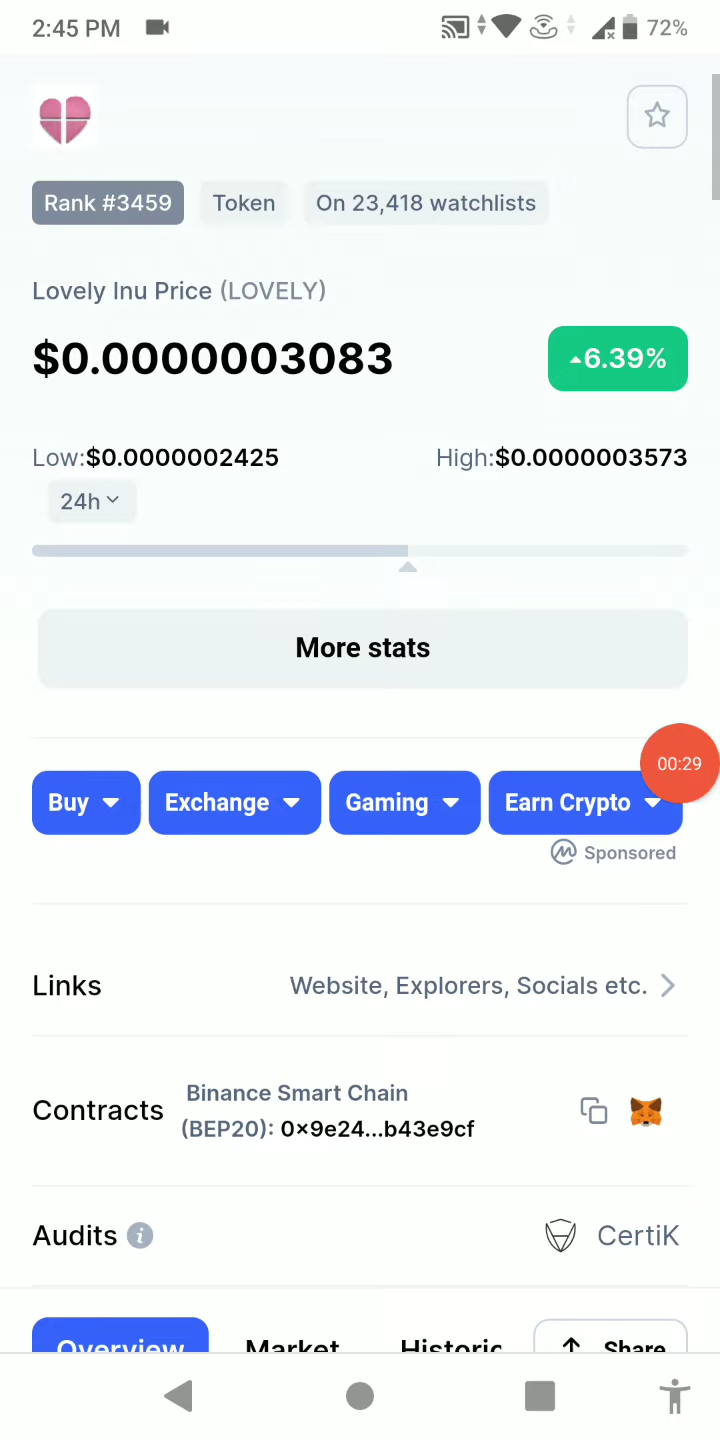 2:45 PM
72%
Rank #3459 Token On 23,418 watchlists
Lovely Inu Price (LOVELY)
$0.0000003083 6.39%
Low:$0.0000002425 High:$0.0000003573
24h
More stats
00:29
Buy Exchange Gaming Earn Crypto
Sponsored
Links Website, Explorers, Socials etc.
Binance Smart Chain
Contracts (BEP20): 0x9e24...b43e9cf
Audits CertiK
Overview Market Historic Share